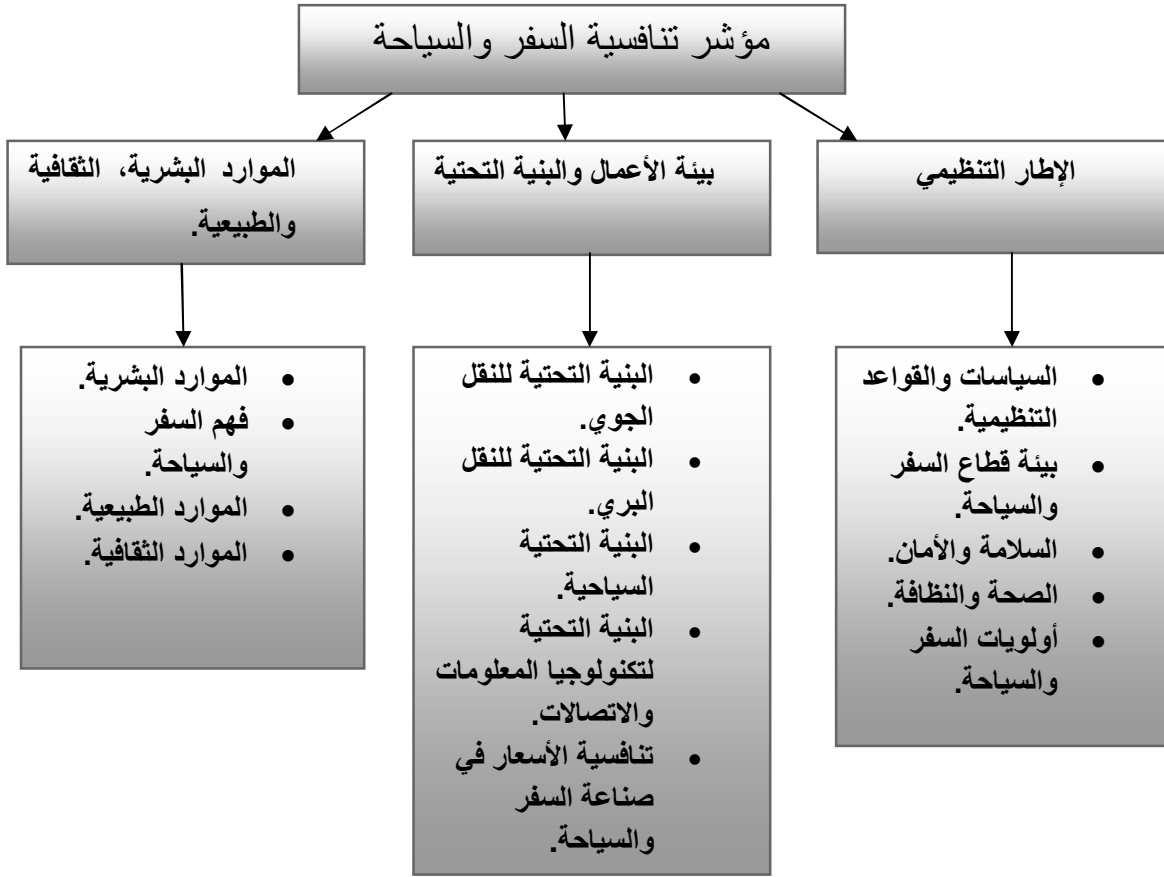 مؤشر تنافسية السفر والسياحة
الإطار التنظيمي
بيئة الأعمال والبنية التحتية
الموارد البشرية، الثقافية
والطبيعية.
• السياسات والقواعد
التنظيمية.
• بيئة قطاع السفر
والسياحة.
• السلامة والأمان.
• الصحة والنظافة.
• أولويات السفر
والسياحة.
• البنية التحتية للنقل
الجوي.
• البنية التحتية للنقل
البري.
• البنية التحتية
السياحية.
• البنية التحتية
لتكنولوجيا المعلومات
والاتصالات.
• تنافسية الأسعار في
صناعة السفر
والسياحة.
• الموارد البشرية.
• فهم السفر
والسياحة.
• الموارد الطبيعية.
• الموارد الثقافية.